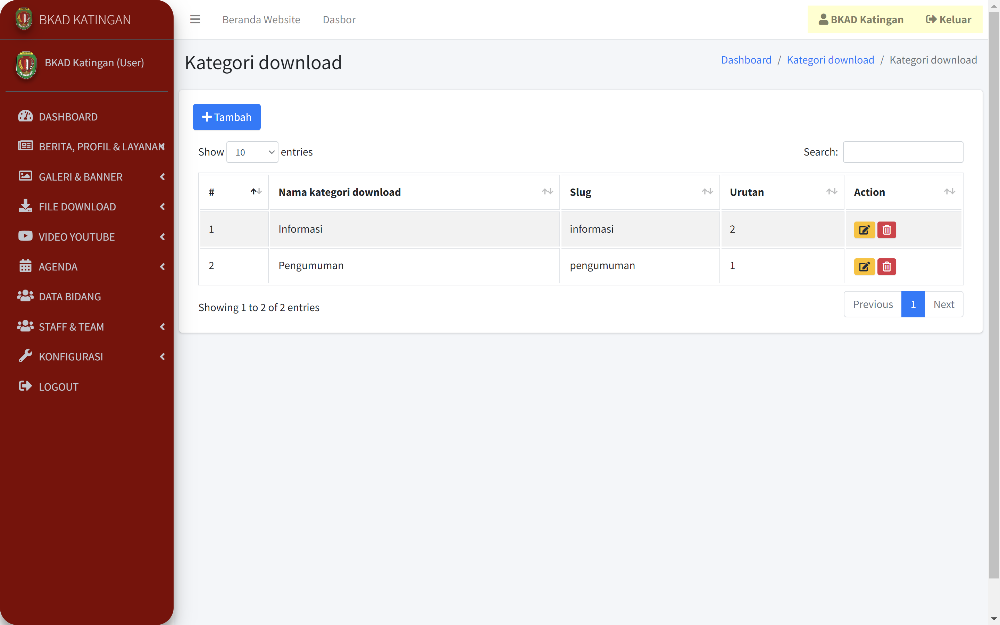 BKAD KATINGAN
Beranda Website
Dasbor
BKAD Katingan
Keluar
BKAD Katingan (User)
DASHBOARD
BERITA, PROFIL & LAYANAN
GALERI & BANNER
FILE DOWNLOAD
VIDEO YOUTUBE
AGENDA
DATA BIDANG
STAFF & TEAM
KONFIGURASI
LOGOUT
Kategori download
Dashboard / Kategori download / Kategori download
Tambah
Show 10 entries
Search:
# Nama kategori download Slug Urutan Action
1 Informasi informasi 2
2 Pengumuman pengumuman 1
Showing 1 to 2 of 2 entries
Previous 1 Next